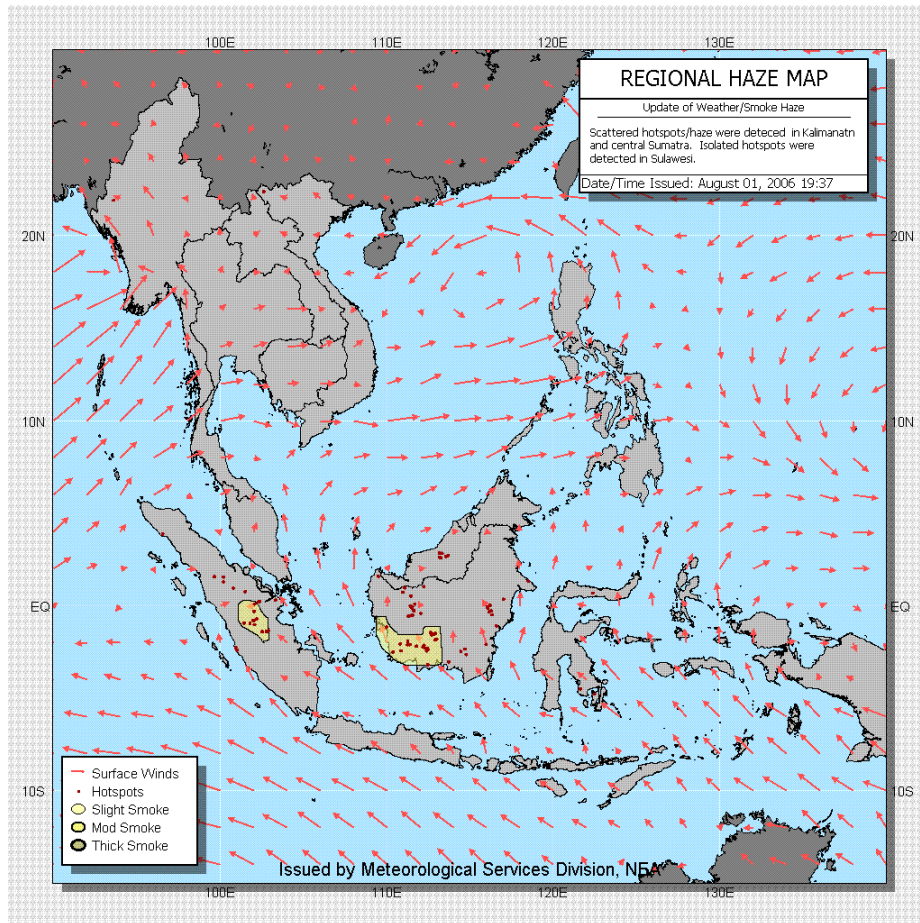 100E 110E 120E 130E
REGIONAL HAZE MAP
Update of Weather/Smoke Haze
Scattered hotspots/haze were deteced in Kalimanatn
and central Sumatra. Isolated hotspots were
detected in Sulawesi.
Date/Time Issued: August 01, 2006 19:37
20N 20N
10N 10N
EQ EQ
10S 10S
Surface Winds
Hotspots
Slight Smoke
Mod Smoke
Thick Smoke
Issued by Meteorological Services Division, NEA
100E 110E 120E 130E